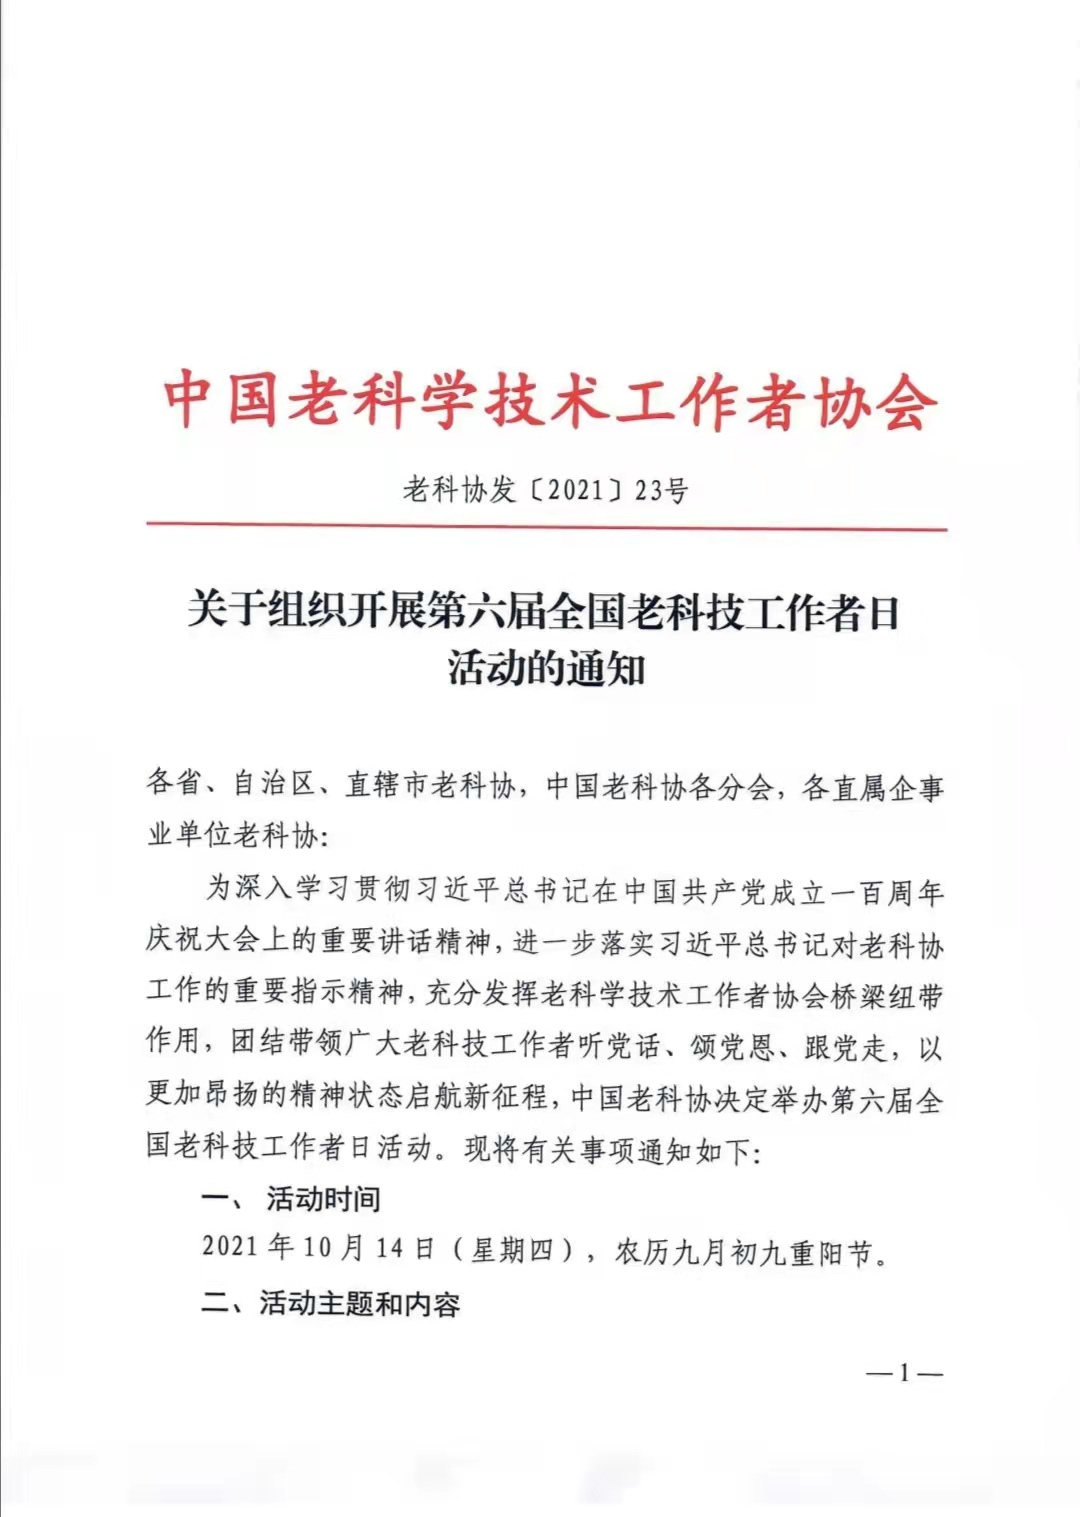 中国老科学技术工作者协会
老科协发〔2021〕23号
关于组织开展第六届全国老科技工作者日
活动的通知
各省、自治区、直辖市老科协，中国老科协各分会，各直属企事
业单位老科协：
为深入学习贯彻习近平总书记在中国共产党成立一百周年
庆祝大会上的重要讲话精神，进一步落实习近平总书记对老科协
工作的重要指示精神，充分发挥老科学技术工作者协会桥梁纽带
作用，团结带领广大老科技工作者听党话、颂党恩、跟党走，以
更加昂扬的精神状态启航新征程，中国老科协决定举办第六届全
国老科技工作者日活动。现将有关事项通知如下：
一、 活动时间
2021 年 10 月 14 日（星期四），农历九月初九重阳节。
二、活动主题和内容
— 1 —